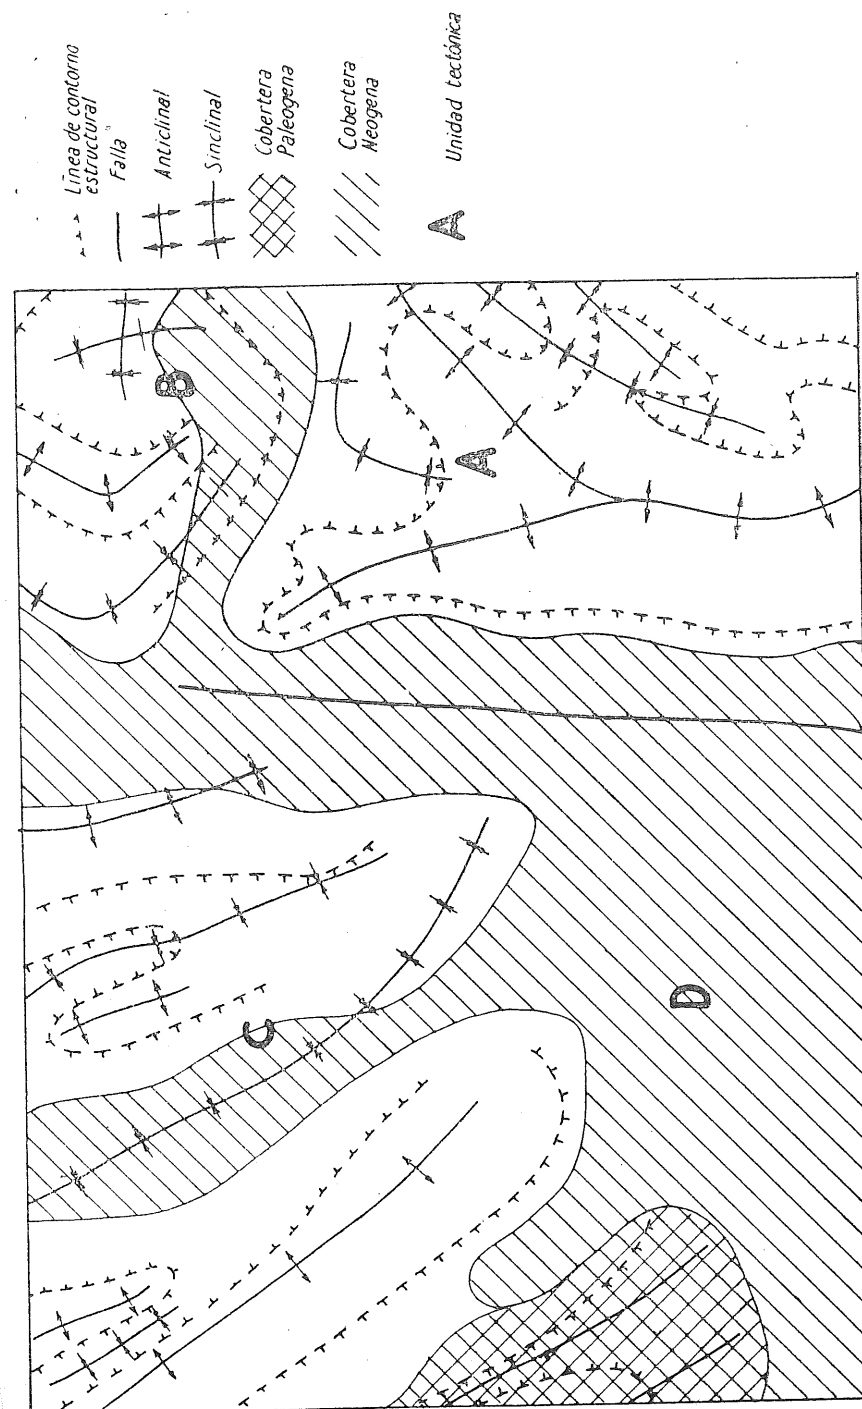 Línea de contorno
estructural
Falla
Anticlinal
Sinclinal
Cobertera
Paleogena
Cobertera
Neogena
A
Unidad tectónica
B
A
C
D